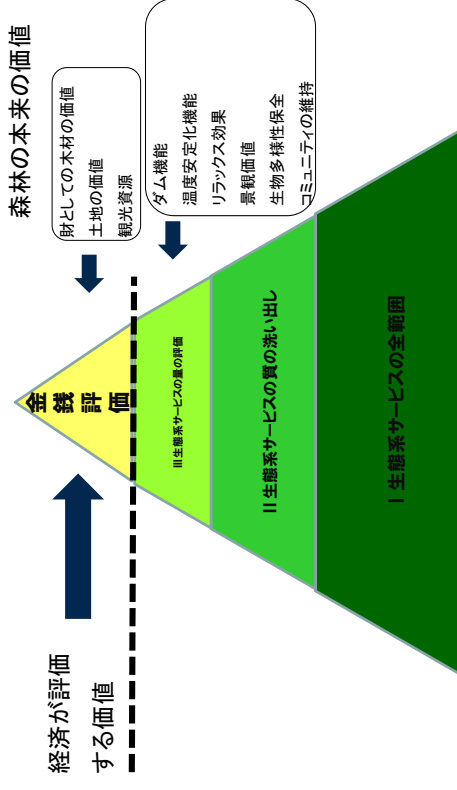 森林の本来の価値
経済が評価
する価値
金
銭
評
価
財としての木材の価値
土地の価値
観光資源
ダム機能
温度安定化機能
リラックス効果
景観価値
生物多様性保全
コミュニティの維持
III 生態系サービスの量の評価
II 生態系サービスの質の洗い出し
I 生態系サービスの全範囲